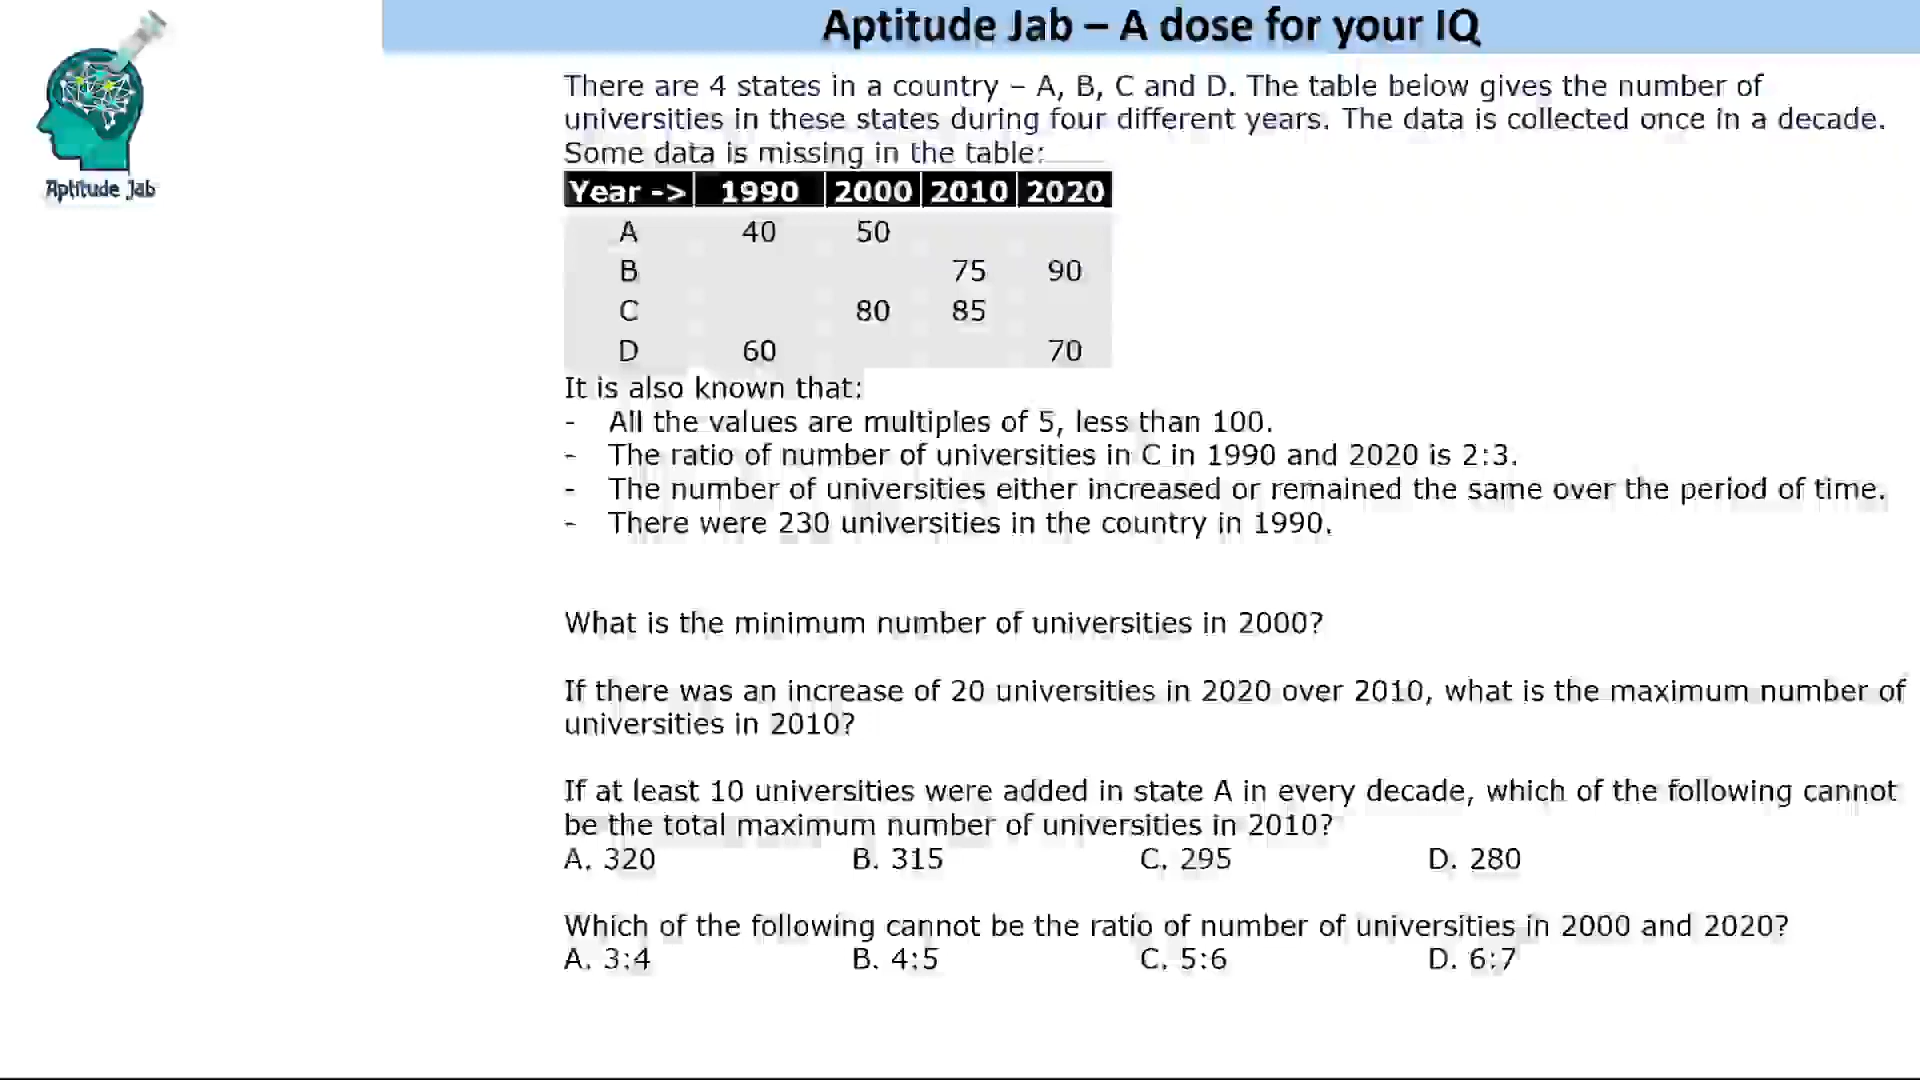 Aptitude Jab – A dose for your IQ
Aptitude Jab
There are 4 states in a country – A, B, C and D. The table below gives the number of
universities in these states during four different years. The data is collected once in a decade.
Some data is missing in the table:
Year -> 1990 2000 2010 2020
A 40 50
B 75 90
C 80 85
D 60 70
It is also known that:
- All the values are multiples of 5, less than 100.
- The ratio of number of universities in C in 1990 and 2020 is 2:3.
- The number of universities either increased or remained the same over the period of time.
- There were 230 universities in the country in 1990.
What is the minimum number of universities in 2000?
If there was an increase of 20 universities in 2020 over 2010, what is the maximum number of
universities in 2010?
If at least 10 universities were added in state A in every decade, which of the following cannot
be the total maximum number of universities in 2010?
A. 320 B. 315 C. 295 D. 280
Which of the following cannot be the ratio of number of universities in 2000 and 2020?
A. 3:4 B. 4:5 C. 5:6 D. 6:7